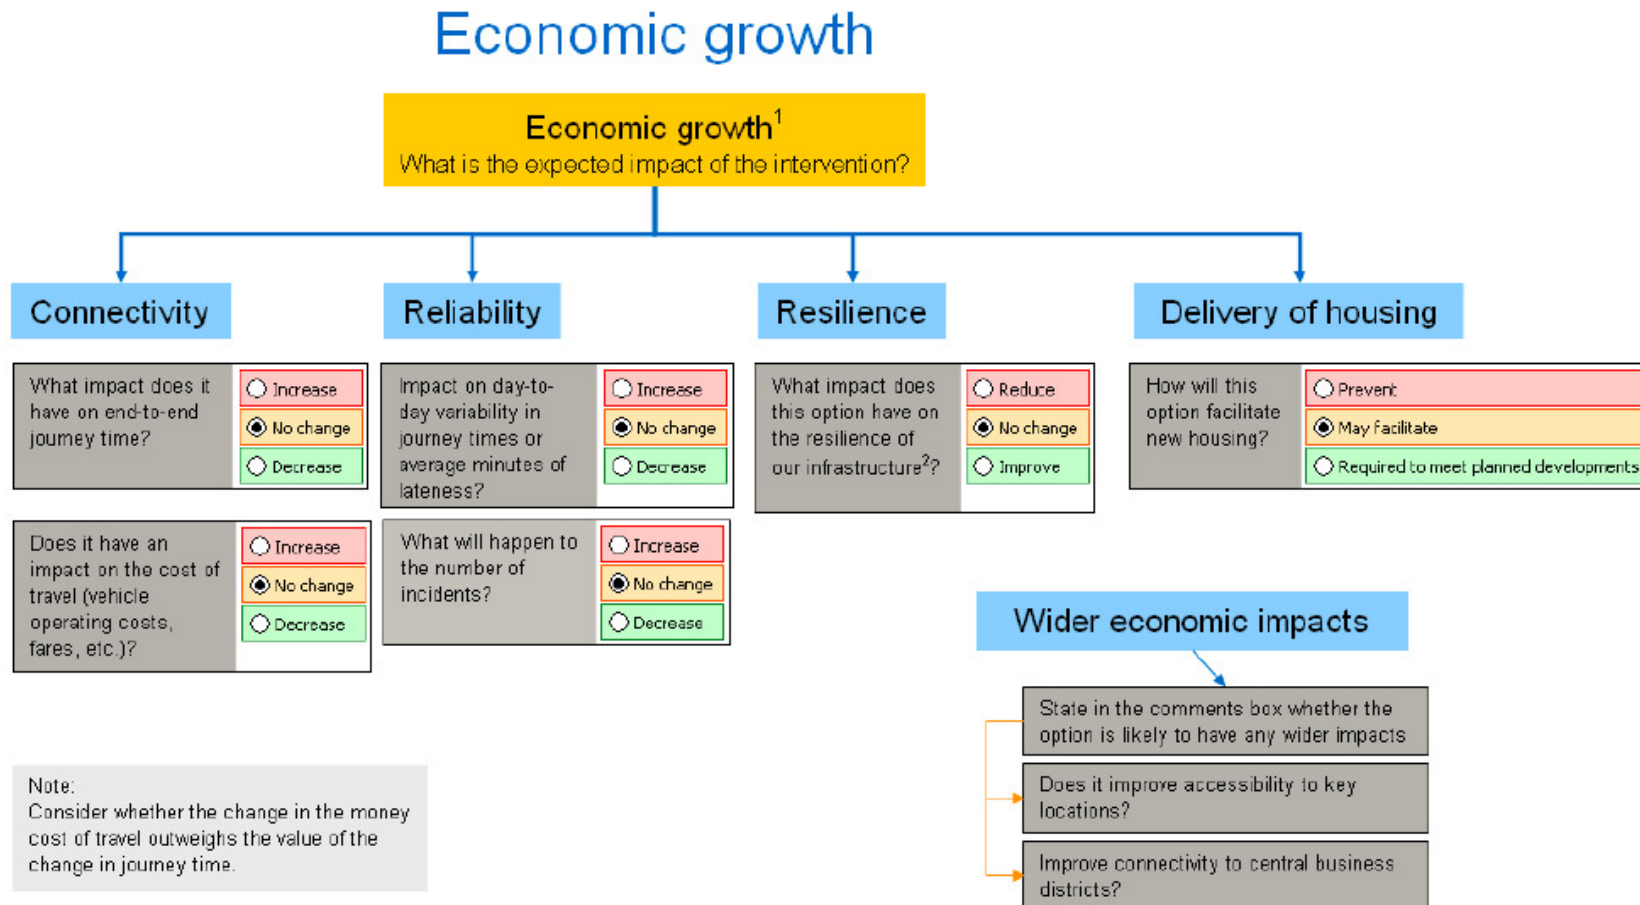 Economic growth
Economic growth¹
What is the expected impact of the intervention?
Connectivity
Reliability
Resilience
Delivery of housing
What impact does it
have on end-to-end
journey time?
Increase
No change
Decrease
Impact on day-to-
day variability in
journey times or
average minutes of
lateness?
Increase
No change
Decrease
What impact does
this option have on
the resilience of
our infrastructure²?
Reduce
No change
Improve
How will this
option facilitate
new housing?
Prevent
May facilitate
Required to meet planned developments
Does it have an
impact on the cost of
travel (vehicle
operating costs,
fares, etc.)?
Increase
No change
Decrease
What will happen to
the number of
incidents?
Increase
No change
Decrease
Wider economic impacts
State in the comments box whether the
option is likely to have any wider impacts
Does it improve accessibility to key
locations?
Improve connectivity to central business
districts?
Note:
Consider whether the change in the money
cost of travel outweighs the value of the
change in journey time.